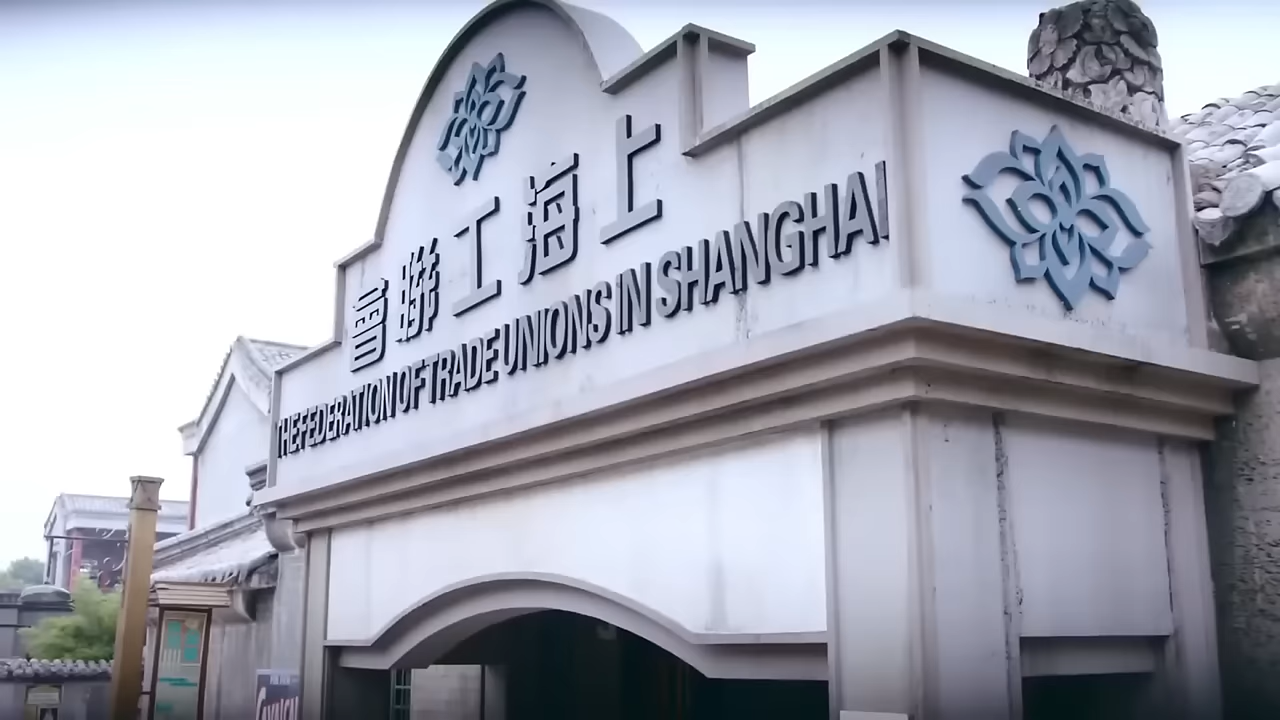 上海工聯會
THE FEDERATION OF TRADE UNIONS IN SHANGHAI